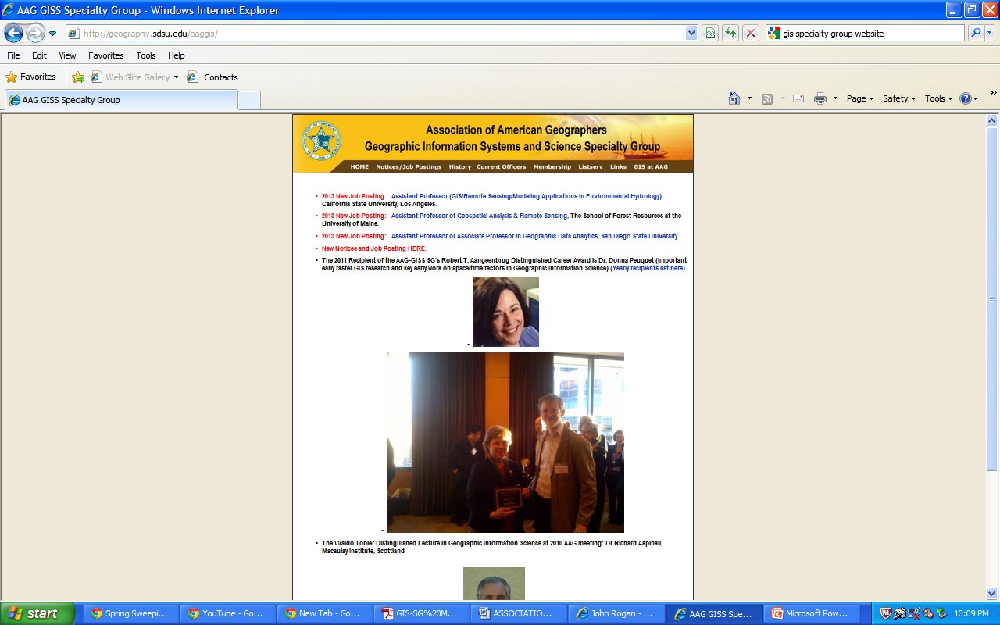 AAG GISS Specialty Group - Windows Internet Explorer
http://geography.sdsu.edu/aaggis/
gis specialty group website
File Edit View Favorites Tools Help
Favorites Web Slice Gallery Contacts
AAG GISS Specialty Group
Page Safety Tools
Association of American Geographers
Geographic Information Systems and Science Specialty Group
HOME Notices/Job Postings History Current Officers Membership Listserv Links GIS at AAG
• 2013 New Job Posting: Assistant Professor (GIS/Remote Sensing/Modeling Applications in Environmental Hydrology)
California State University, Los Angeles.
• 2013 New Job Posting: Assistant Professor of Geospatial Analysis & Remote Sensing, The School of Forest Resources at the
University of Maine.
• 2013 New Job Posting: Assistant Professor or Associate Professor in Geographic Data Analytics, San Diego State University.
• New Notices and Job Posting HERE.
• The 2011 Recipient of the AAG-GISS SG's Robert T. Aangeenbrug Distinguished Career Award is Dr. Donna Peuquet (important
early raster GIS research and key early work on space/time factors in Geographic Information Science) (Yearly recipients list here)
• The Waldo Tobler Distinguished Lecture in Geographic Information Science at 2010 AAG meeting: Dr Richard Aspinall,
Macaulay Institute, Scottland
start Spring Sweepi... YouTube - Go... New Tab - Go... GIS-SG%20M... ASSOCIATIO... John Rogan - ... AAG GISS Spe... Microsoft Pow... 10:09 PM